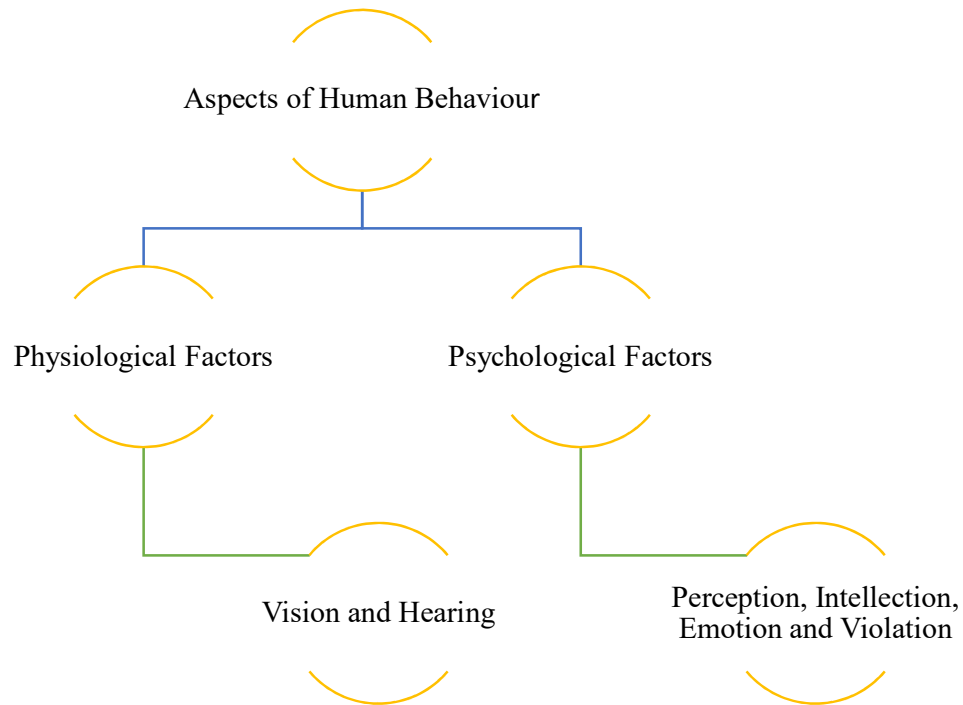 Aspects of Human Behaviour
Physiological Factors
Psychological Factors
Vision and Hearing
Perception, Intellection,
Emotion and Violation